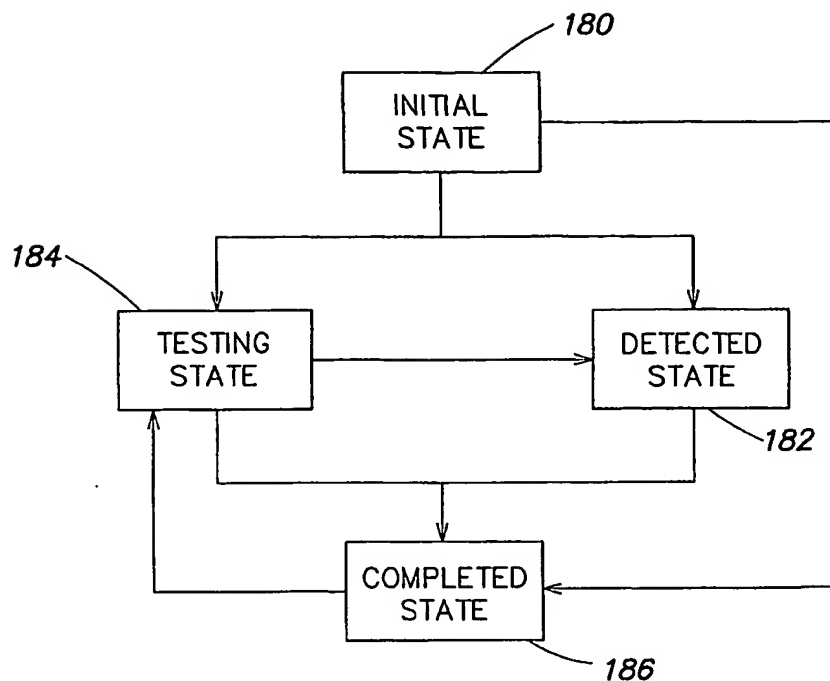 180
INITIAL
STATE
184
TESTING
STATE
DETECTED
STATE
182
COMPLETED
STATE
186